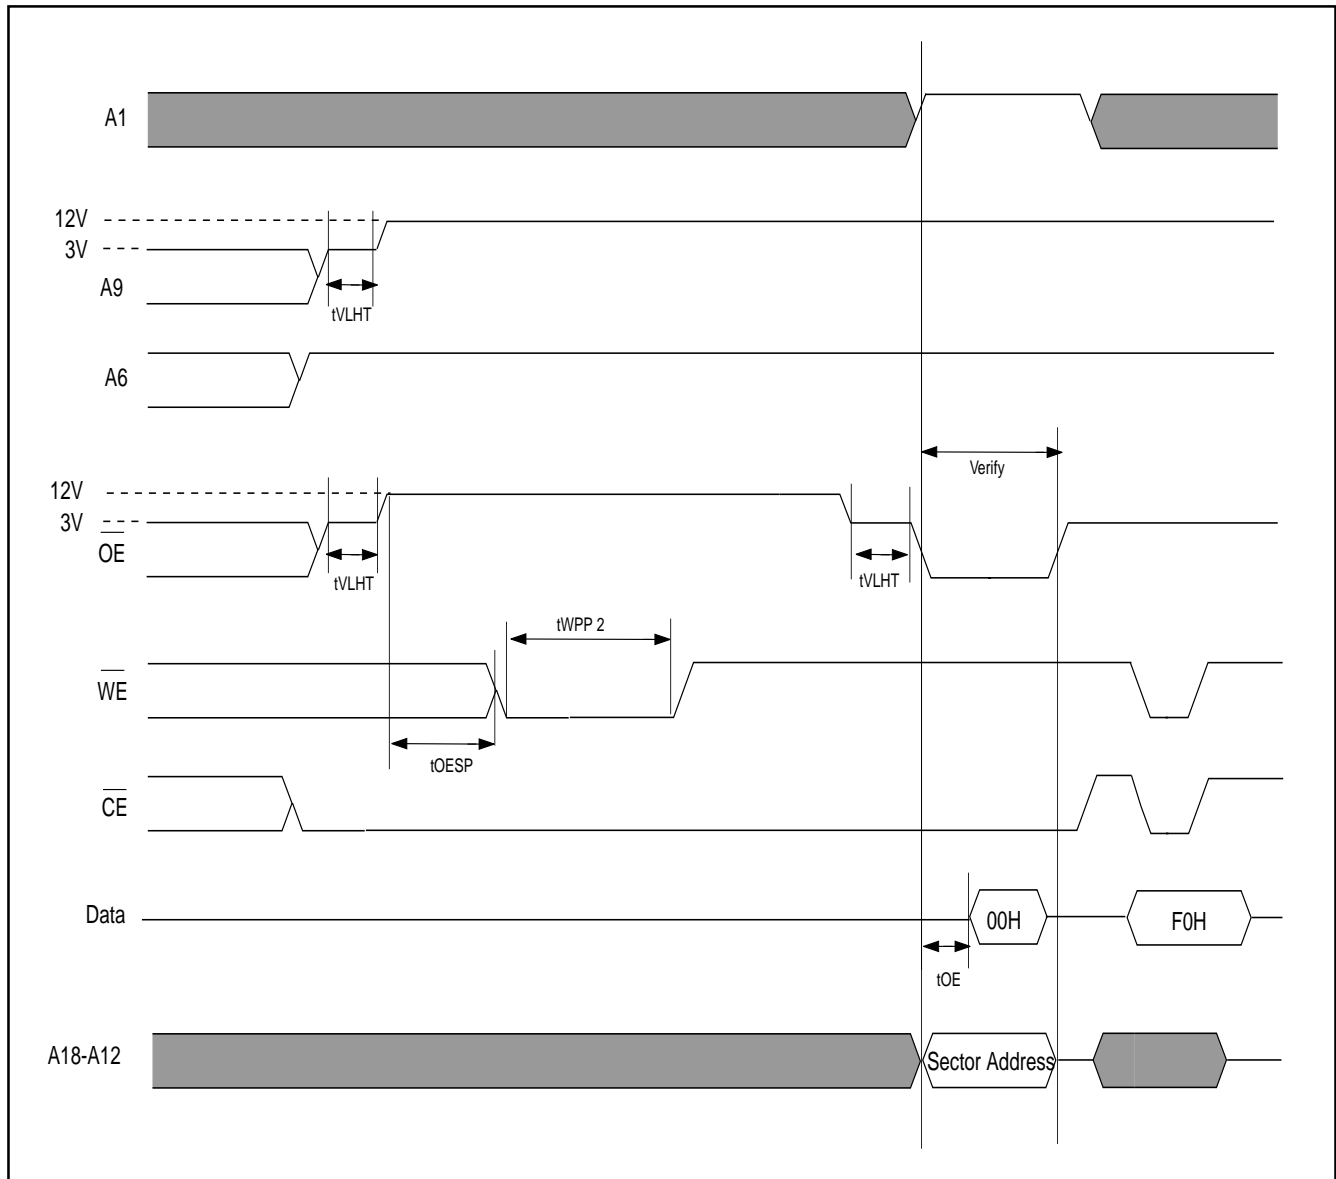 A1
12V
3V
A9
tVLHT
A6
Verify
12V
3V
OE
tVLHT
tVLHT
tWPP 2
WE
tOESP
CE
Data
00H
F0H
tOE
A18-A12
Sector Address